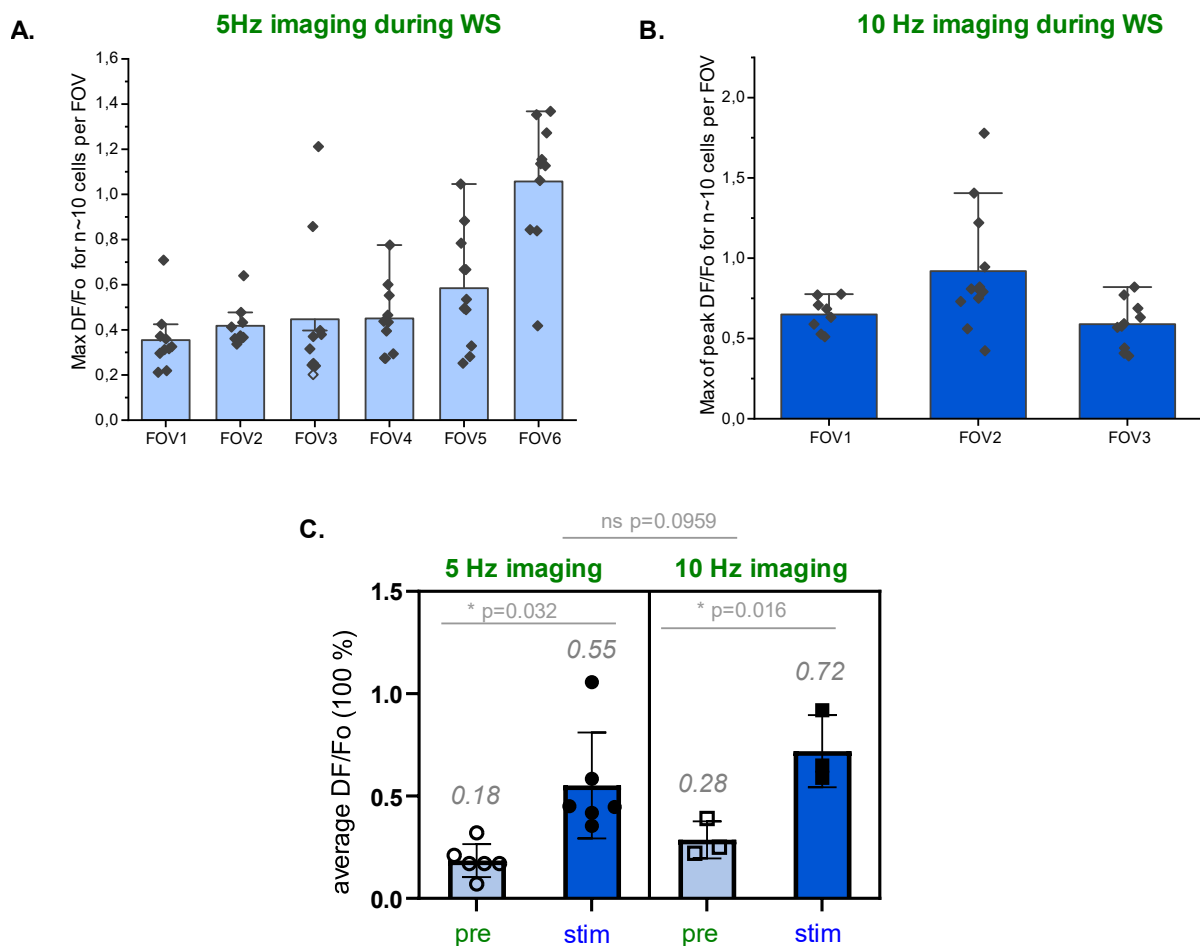 A.
5Hz imaging during WS
Max DF/Fo for n~10 cells per FOV
1,6
1,4
1,2
1,0
0,8
0,6
0,4
0,2
0,0
FOV1 FOV2 FOV3 FOV4 FOV5 FOV6
B.
10 Hz imaging during WS
Max of peak DF/Fo for n~10 cells per FOV
2,0
1,5
1,0
0,5
0,0
FOV1 FOV2 FOV3
C.
ns p=0.0959
5 Hz imaging 10 Hz imaging
average DF/Fo (100 %)
1.5
1.0
0.5
0.0
* p=0.032
* p=0.016
0.18
0.55
0.28
0.72
pre stim pre stim